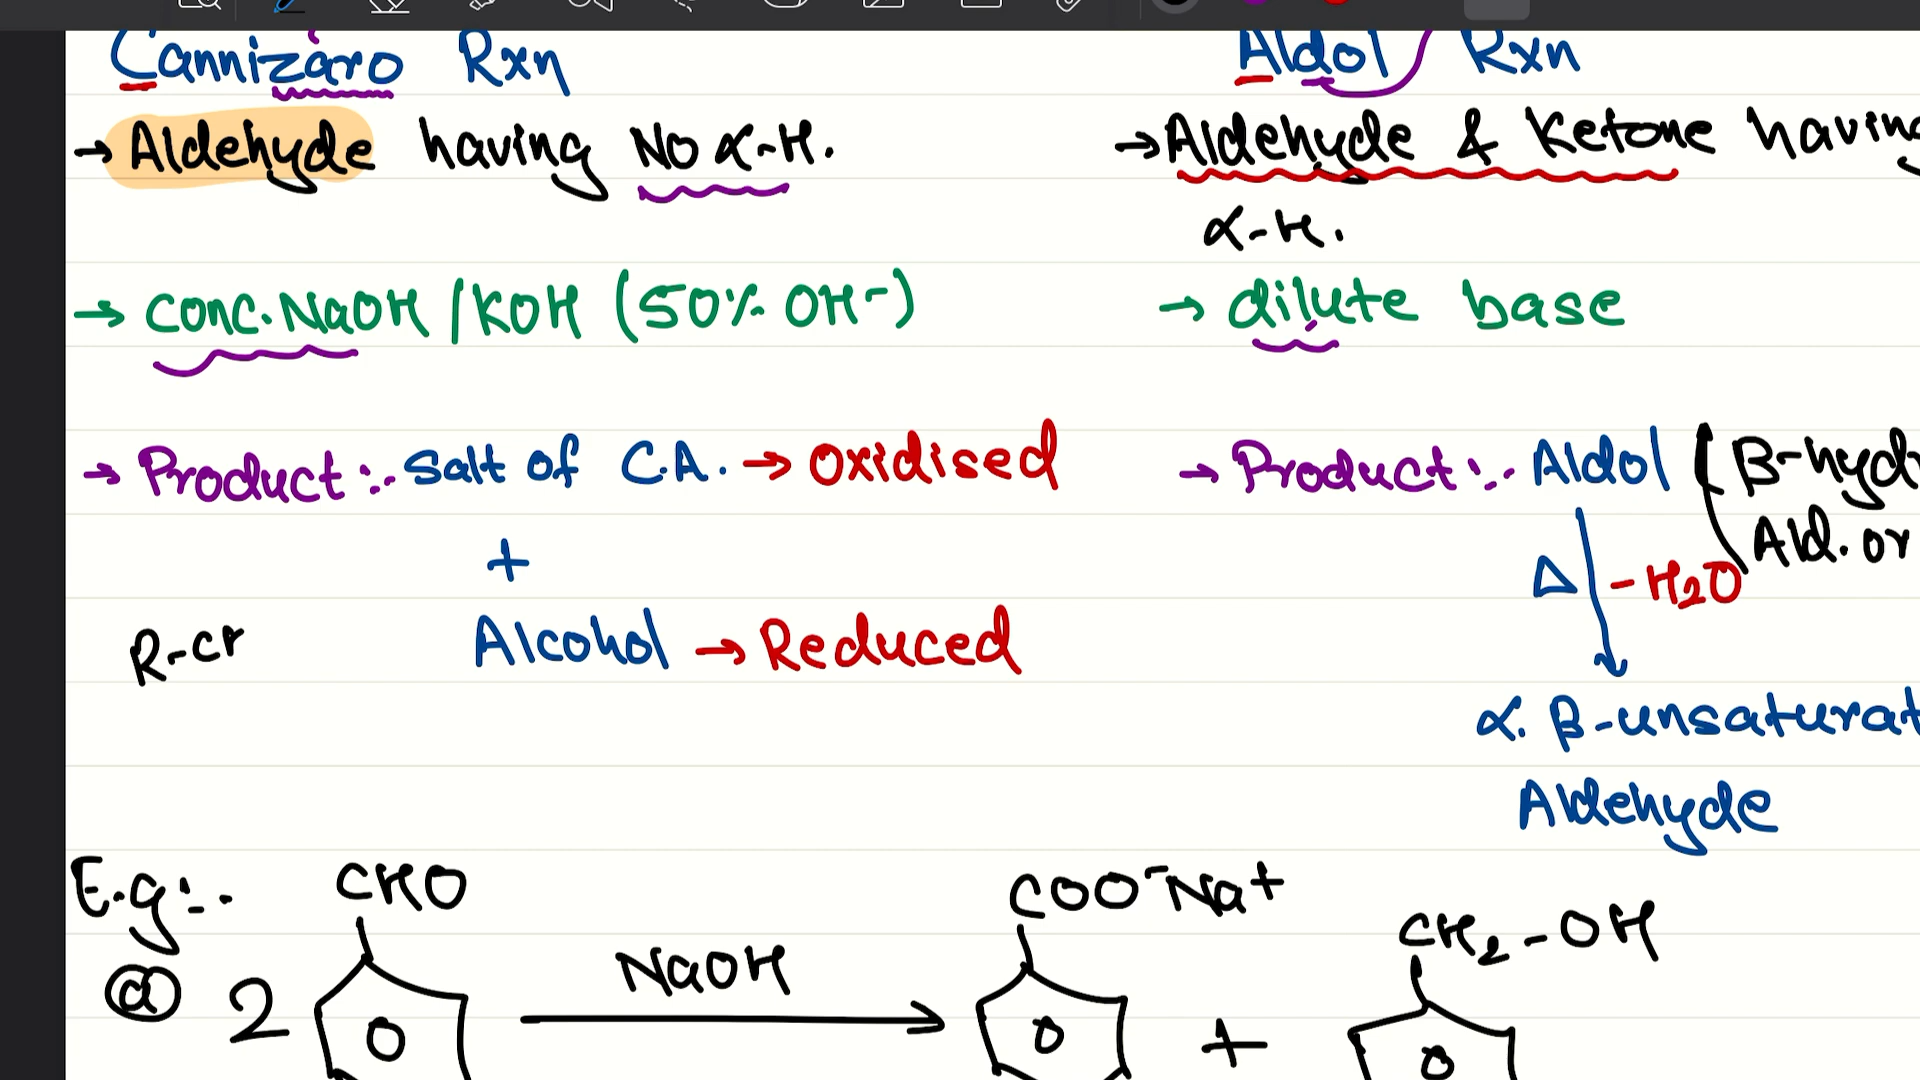 Cannizaro Rxn
→ Aldehyde having No α-H.
→ conc. NaOH / KOH (50% OH-)
→ Product:- Salt of C.A. → Oxidised
+
Alcohol → Reduced
R-cr
Aldol Rxn
→ Aldehyde & Ketone having
α-H.
→ dilute base
→ Product:- Aldol (β-hyd
Ald. or
Δ -H2O
α. β-unsaturat
Aldehyde
E.g:-
CHO
COO-Na+
CH2-OH
NaOH
(a) 2
+